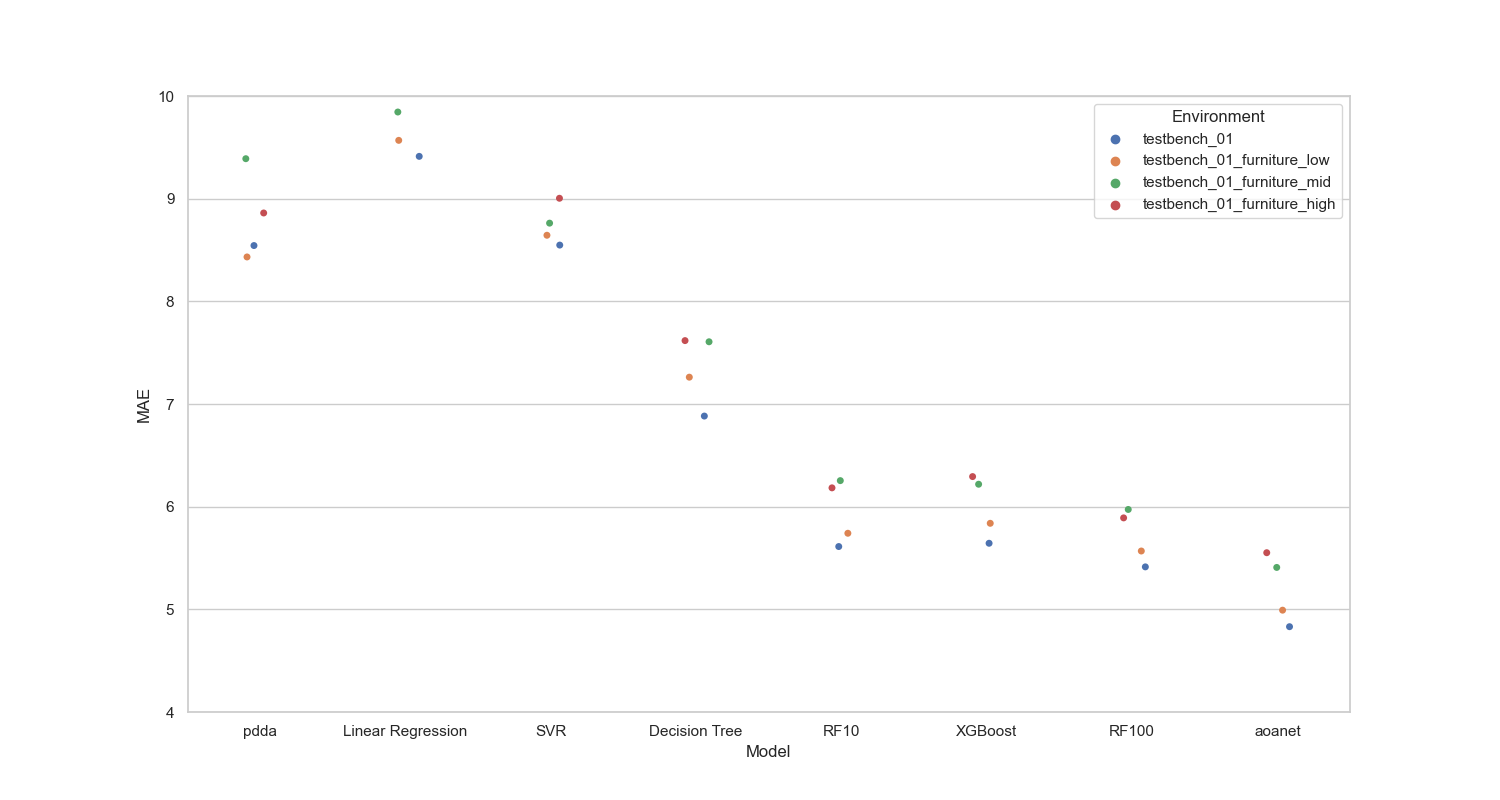 10
9
8
7
6
5
4
MAE
Environment
testbench_01
testbench_01_furniture_low
testbench_01_furniture_mid
testbench_01_furniture_high
pdda Linear Regression SVR Decision Tree RF10 XGBoost RF100 aoanet
Model